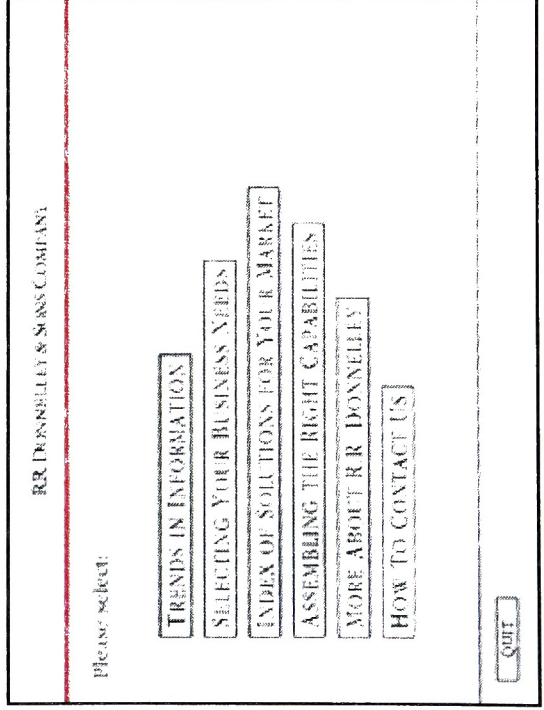 R.R. DONNELLEY & SONS COMPANY
Please select:
TRENDS IN INFORMATION
SELECTING YOUR BUSINESS NEEDS
INDEX OF SOLUTIONS FOR YOUR MARKET
ASSEMBLING THE RIGHT CAPABILITIES
MORE ABOUT R R DONNELLEY
HOW TO CONTACT US
QUIT